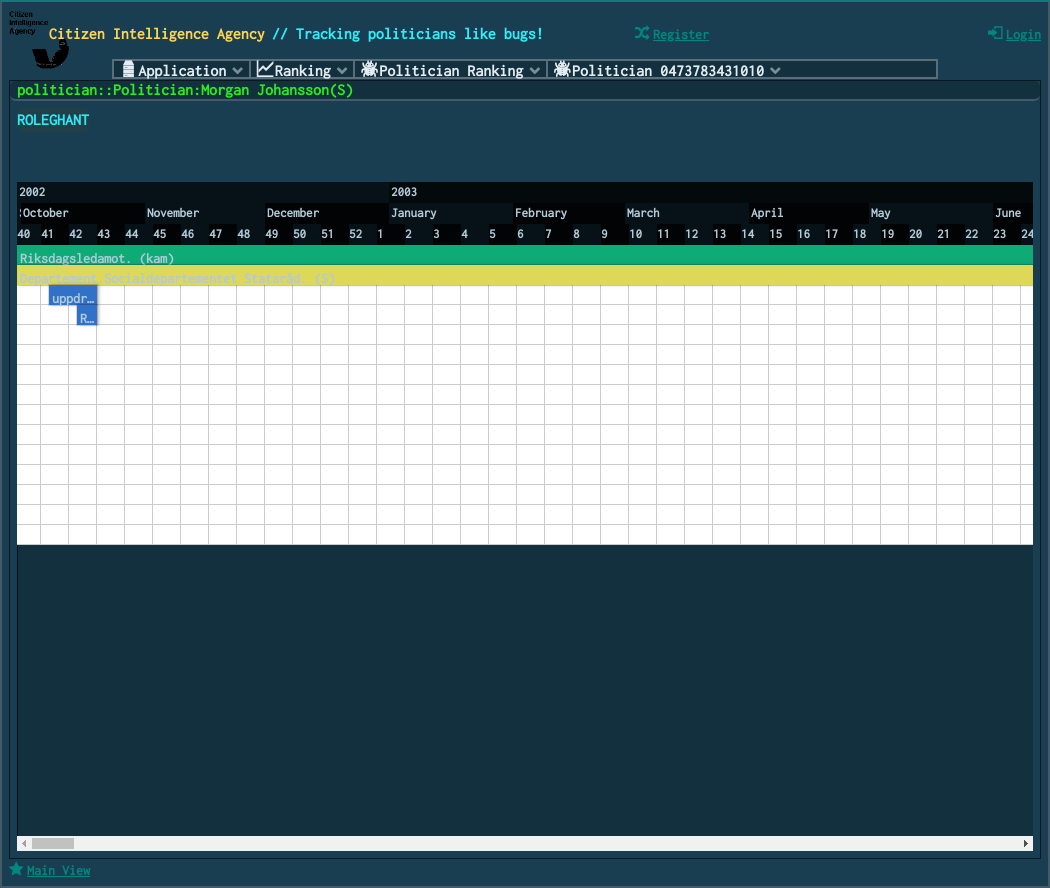 Citizen
Intelligence
Agency
Citizen Intelligence Agency // Tracking politicians like bugs!
Register
Login
Application
Ranking
Politician Ranking
Politician 0473783431010
politician::Politician:Morgan Johansson(S)
ROLEGHANT
2002 2003
October November December January February March April May June
40 41 42 43 44 45 46 47 48 49 50 51 52 1 2 3 4 5 6 7 8 9 10 11 12 13 14 15 16 17 18 19 20 21 22 23 24
Riksdagsledamot. (kam)
Departement.Socialdepartementet.Statsråd. (S)
uppdr…
R…
Main View